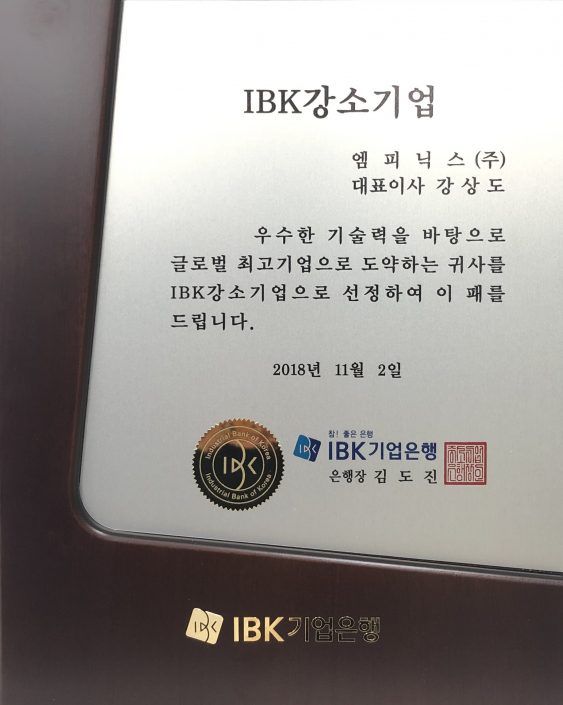 IBK강소기업
엠 피 닉 스 (주)
대표이사 강 상 도
우수한 기술력을 바탕으로
글로벌 최고기업으로 도약하는 귀사를
IBK강소기업으로 선정하여 이 패를
드립니다.
2018년 11월 2일
Industrial Bank of Korea
IBK
Industrial Bank of Korea
참! 좋은 은행
IBK기업은행
은행장 김 도 진
IBK기업은행